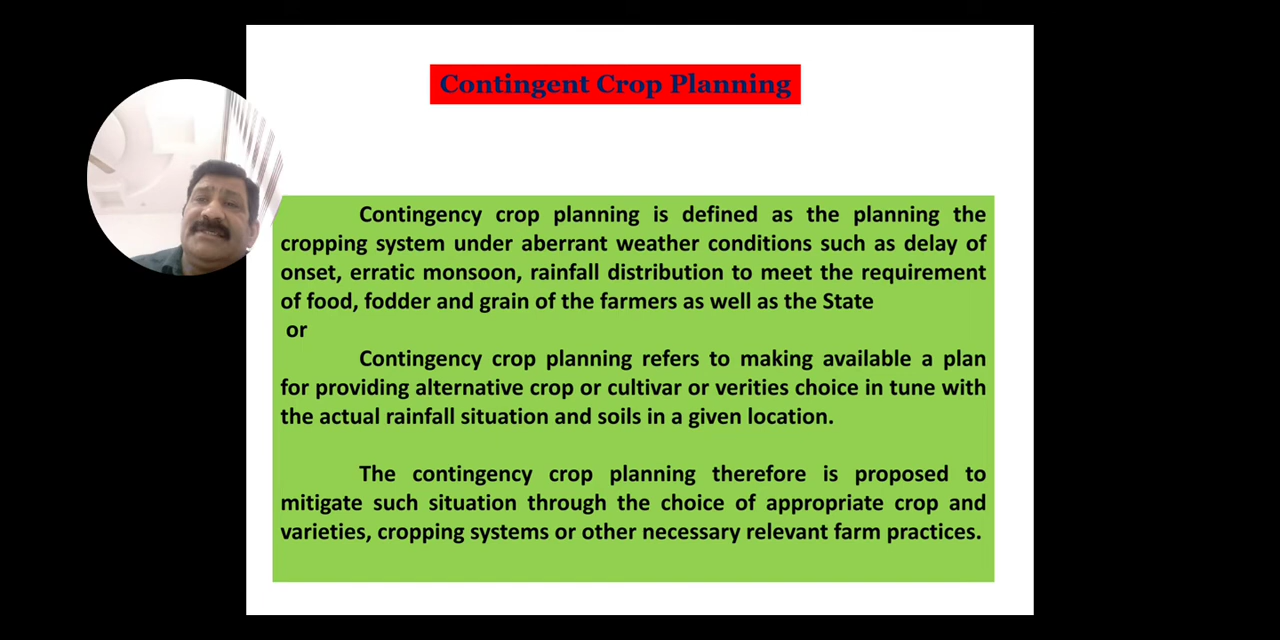 Contingent Crop Planning
Contingency crop planning is defined as the planning the
cropping system under aberrant weather conditions such as delay of
onset, erratic monsoon, rainfall distribution to meet the requirement
of food, fodder and grain of the farmers as well as the State
or
Contingency crop planning refers to making available a plan
for providing alternative crop or cultivar or verities choice in tune with
the actual rainfall situation and soils in a given location.
The contingency crop planning therefore is proposed to
mitigate such situation through the choice of appropriate crop and
varieties, cropping systems or other necessary relevant farm practices.